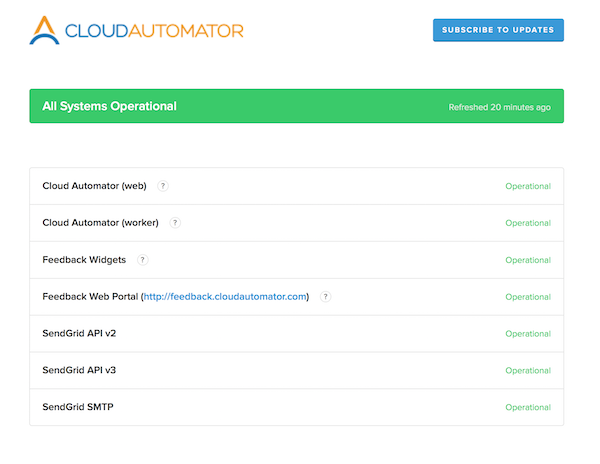 CLOUDAUTOMATOR SUBSCRIBE TO UPDATES
All Systems Operational Refreshed 20 minutes ago
Cloud Automator (web) ? Operational
Cloud Automator (worker) ? Operational
Feedback Widgets ? Operational
Feedback Web Portal (http://feedback.cloudautomator.com) ? Operational
SendGrid API v2 Operational
SendGrid API v3 Operational
SendGrid SMTP Operational